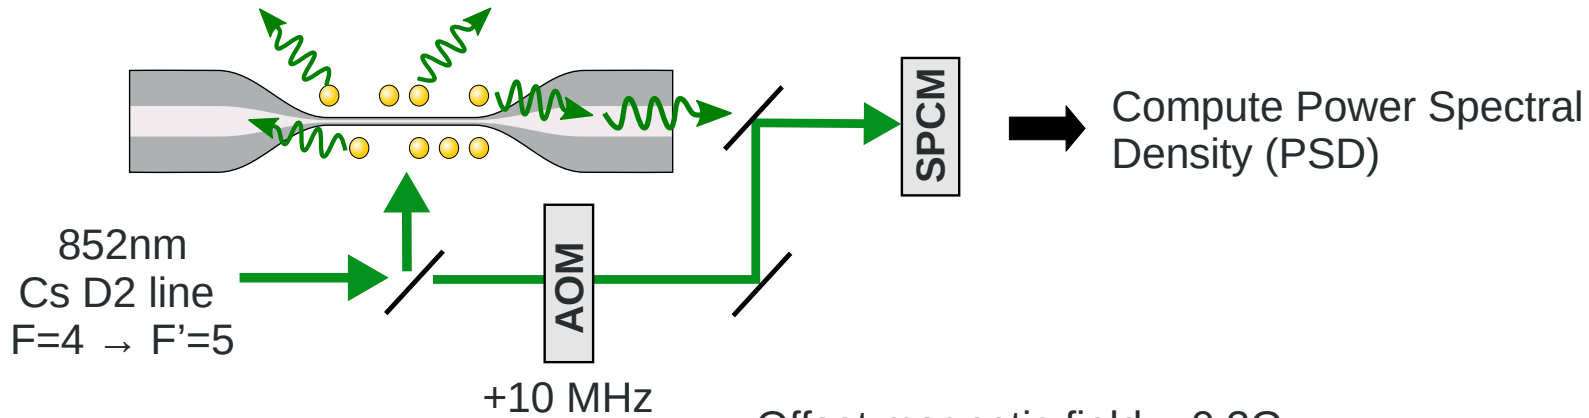 SPCM
Compute Power Spectral
Density (PSD)
852nm
Cs D2 line
F=4 → F’=5
AOM
+10 MHz